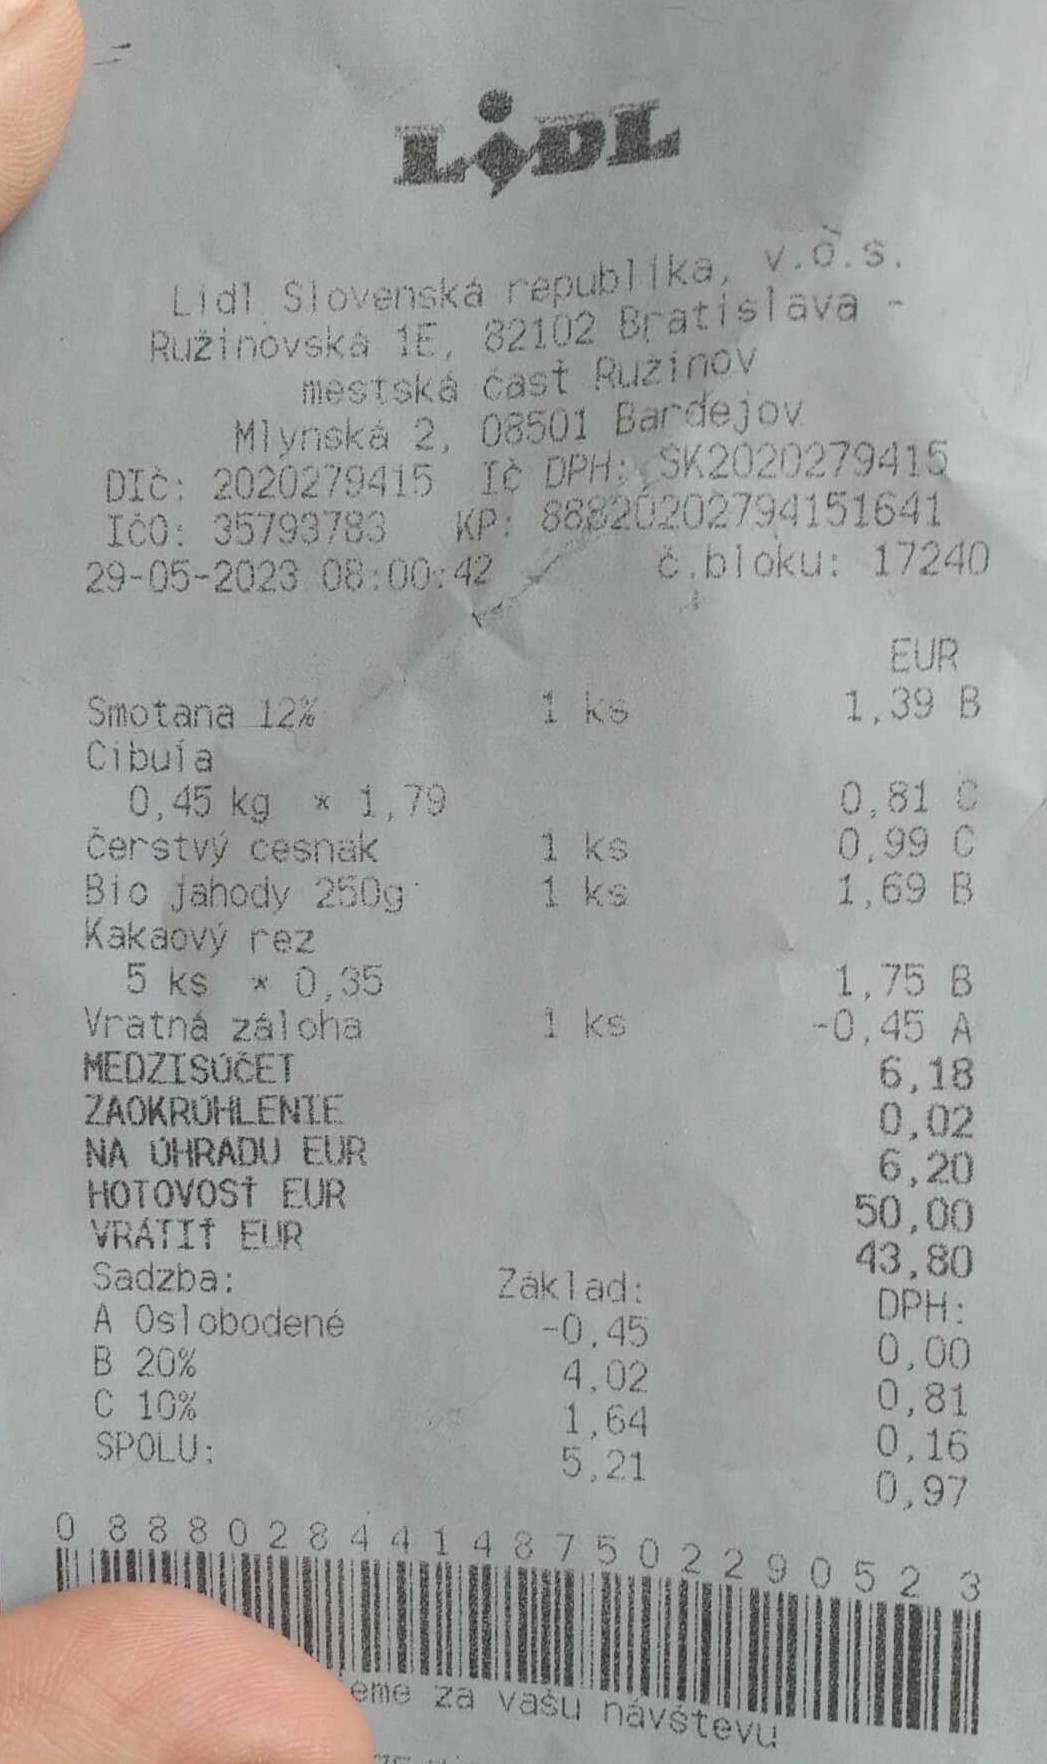 LiDL
Lidl Slovenská republika, v.o.s.
Ružinovská 1E, 82102 Bratislava -
mestská časť Ružinov
Mlynská 2, 08501 Bardejov
DIČ: 2020279415 IČ DPH: SK2020279415
IČO: 35793783 KP: 88820202794151641
29-05-2023 08:00:42 č.bloku: 17240
EUR
Smotana 12% 1 ks 1,39 B
Cibuľa
0,45 kg * 1,79 0,81 C
Čerstvý cesnak 1 ks 0,99 C
Bio jahody 250g 1 ks 1,69 B
Kakaový rez
5 ks * 0,35 1,75 B
Vratná záloha 1 ks -0,45 A
MEDZISÚČET 6,18
ZAOKRÚHLENIE 0,02
NA ÚHRADU EUR 6,20
HOTOVOSŤ EUR 50,00
VRÁTIŤ EUR 43,80
Sadzba: Základ: DPH:
A Oslobodené -0,45 0,00
B 20% 4,02 0,81
C 10% 1,64 0,16
SPOLU: 5,21 0,97
0 8 8 8 0 2 8 4 4 1 4 8 7 5 0 2 2 9 0 5 2 3
eme za vašu návštevu